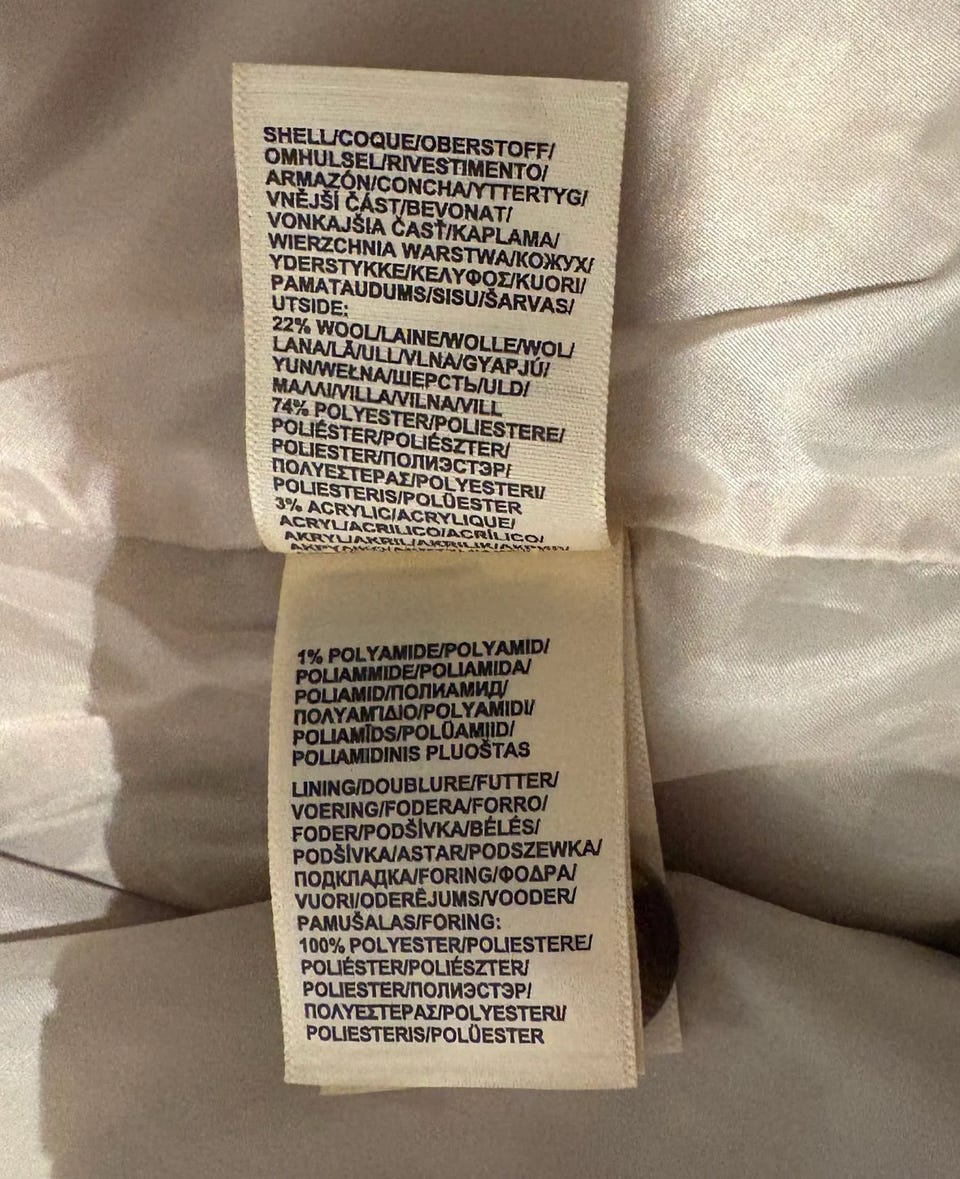 SHELL/COQUE/OBERSTOFF/
OMHULSEL/RIVESTIMENTO/
ARMAZÓN/CONCHA/YTTERTYG/
VNĚJŠÍ ČÁST/BEVONAT/
VONKAJŠIA ČASŤ/KAPLAMA/
WIERZCHNIA WARSTWA/КОЖУХ/
YDERSTYKKE/ΚΕΛΥΦΟΣ/KUORI/
PAMATAUDUMS/SISU/ŠARVAS/
UTSIDE:
22% WOOL/LAINE/WOLLE/WOL/
LANA/LÃ/ULL/VLNA/GYAPJÚ/
YUN/WEŁNA/ШЕРСТЬ/ULD/
ΜΑΛΛΙ/VILLA/VILNA/VILL
74% POLYESTER/POLIESTERE/
POLIÉSTER/POLIÉSZTER/
POLIESTER/ПОЛИЭСТЭР/
ΠΟΛΥΕΣΤΕΡΑΣ/POLYESTERI/
POLIESTERIS/POLÜESTER
3% ACRYLIC/ACRYLIQUE/
ACRYL/ACRILICO/ACRÍLICO/
AKRYL/AKRIL/AKRILIK/
1% POLYAMIDE/POLYAMID/
POLIAMMIDE/POLIAMIDA/
POLIAMID/ПОЛИАМИД/
ΠΟΛΥΑΜΊΔΙΟ/POLYAMIDI/
POLIAMĪDS/POLÜAMIID/
POLIAMIDINIS PLUOŠTAS
LINING/DOUBLURE/FUTTER/
VOERING/FODERA/FORRO/
FODER/PODŠÍVKA/BÉLÉS/
PODŠÍVKA/ASTAR/PODSZEWKA/
ПОДКЛАДКА/FORING/ΦΟΔΡΑ/
VUORI/ODERĒJUMS/VOODER/
PAMUŠALAS/FORING:
100% POLYESTER/POLIESTERE/
POLIÉSTER/POLIÉSZTER/
POLIESTER/ПОЛИЭСТЭР/
ΠΟΛΥΕΣΤΕΡΑΣ/POLYESTERI/
POLIESTERIS/POLÜESTER